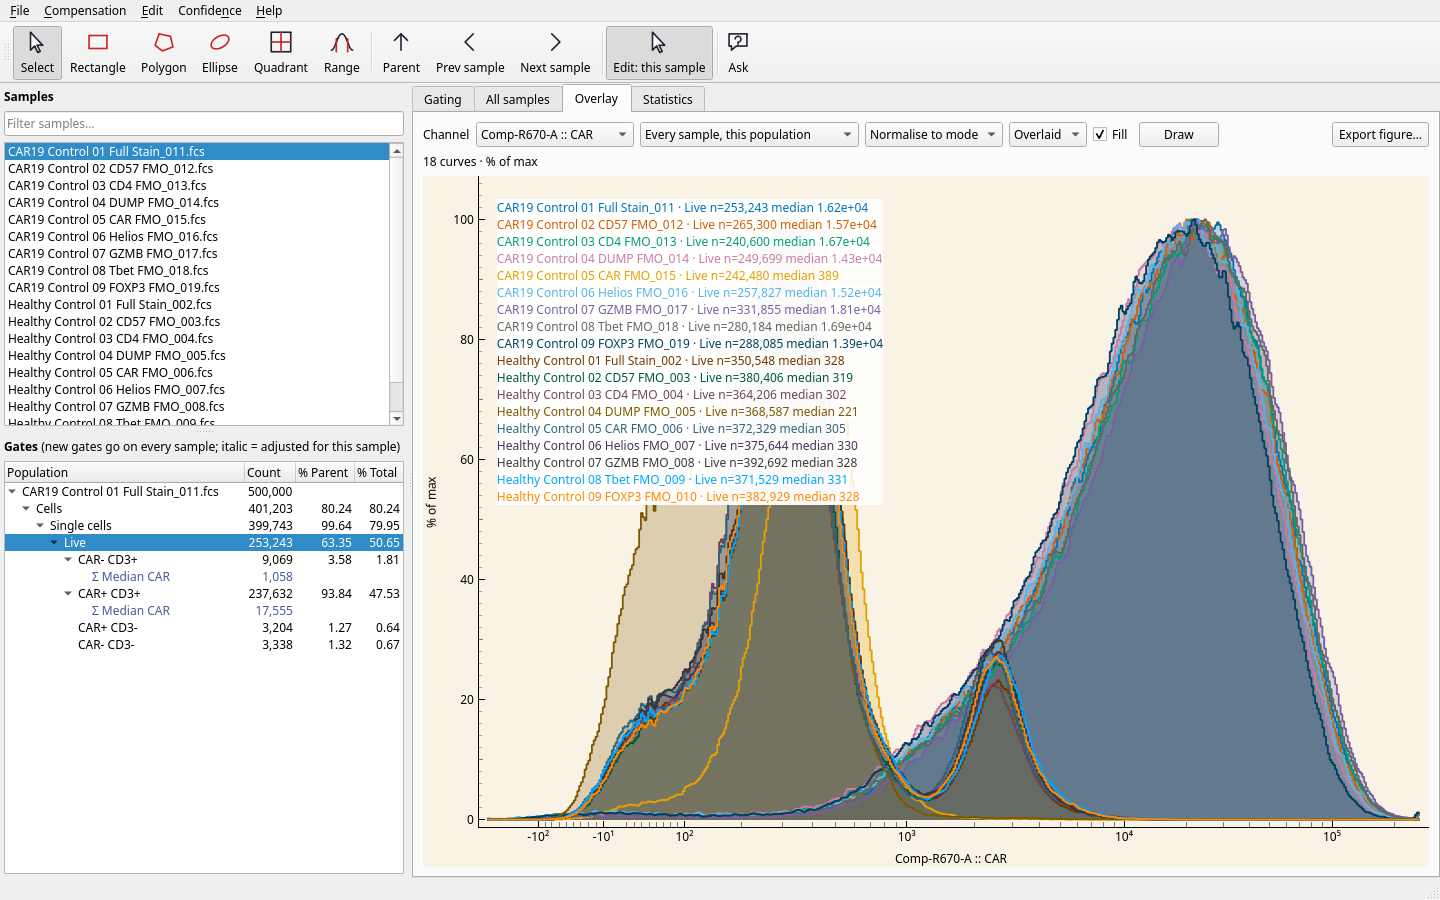 File Compensation Edit Confidence Help
Select Rectangle Polygon Ellipse Quadrant Range Parent Prev sample Next sample Edit: this sample Ask
Samples
Filter samples...
CAR19 Control 01 Full Stain_011.fcs
CAR19 Control 02 CD57 FMO_012.fcs
CAR19 Control 03 CD4 FMO_013.fcs
CAR19 Control 04 DUMP FMO_014.fcs
CAR19 Control 05 CAR FMO_015.fcs
CAR19 Control 06 Helios FMO_016.fcs
CAR19 Control 07 GZMB FMO_017.fcs
CAR19 Control 08 Tbet FMO_018.fcs
CAR19 Control 09 FOXP3 FMO_019.fcs
Healthy Control 01 Full Stain_002.fcs
Healthy Control 02 CD57 FMO_003.fcs
Healthy Control 03 CD4 FMO_004.fcs
Healthy Control 04 DUMP FMO_005.fcs
Healthy Control 05 CAR FMO_006.fcs
Healthy Control 06 Helios FMO_007.fcs
Healthy Control 07 GZMB FMO_008.fcs
Healthy Control 08 Tbet FMO_009.fcs
Gates (new gates go on every sample; italic = adjusted for this sample)
Population Count % Parent % Total
CAR19 Control 01 Full Stain_011.fcs 500,000
Cells 401,203 80.24 80.24
Single cells 399,743 99.64 79.95
Live 253,243 63.35 50.65
CAR- CD3+ 9,069 3.58 1.81
Σ Median CAR 1,058
CAR+ CD3+ 237,632 93.84 47.53
Σ Median CAR 17,555
CAR+ CD3- 3,204 1.27 0.64
CAR- CD3- 3,338 1.32 0.67
Gating All samples Overlay Statistics
Channel Comp-R670-A :: CAR Every sample, this population Normalise to mode Overlaid Fill Draw Export figure...
18 curves · % of max
CAR19 Control 01 Full Stain_011 · Live n=253,243 median 1.62e+04
CAR19 Control 02 CD57 FMO_012 · Live n=265,300 median 1.57e+04
CAR19 Control 03 CD4 FMO_013 · Live n=240,600 median 1.67e+04
CAR19 Control 04 DUMP FMO_014 · Live n=249,699 median 1.43e+04
CAR19 Control 05 CAR FMO_015 · Live n=242,480 median 389
CAR19 Control 06 Helios FMO_016 · Live n=257,827 median 1.52e+04
CAR19 Control 07 GZMB FMO_017 · Live n=331,855 median 1.81e+04
CAR19 Control 08 Tbet FMO_018 · Live n=280,184 median 1.69e+04
CAR19 Control 09 FOXP3 FMO_019 · Live n=288,085 median 1.39e+04
Healthy Control 01 Full Stain_002 · Live n=350,548 median 328
Healthy Control 02 CD57 FMO_003 · Live n=380,406 median 319
Healthy Control 03 CD4 FMO_004 · Live n=364,206 median 302
Healthy Control 04 DUMP FMO_005 · Live n=368,587 median 221
Healthy Control 05 CAR FMO_006 · Live n=372,329 median 305
Healthy Control 06 Helios FMO_007 · Live n=375,644 median 330
Healthy Control 07 GZMB FMO_008 · Live n=392,692 median 328
Healthy Control 08 Tbet FMO_009 · Live n=371,529 median 331
Healthy Control 09 FOXP3 FMO_010 · Live n=382,929 median 328
% of max
100
80
60
40
20
0
-10² -10¹ 10² 10³ 10⁴ 10⁵
Comp-R670-A :: CAR